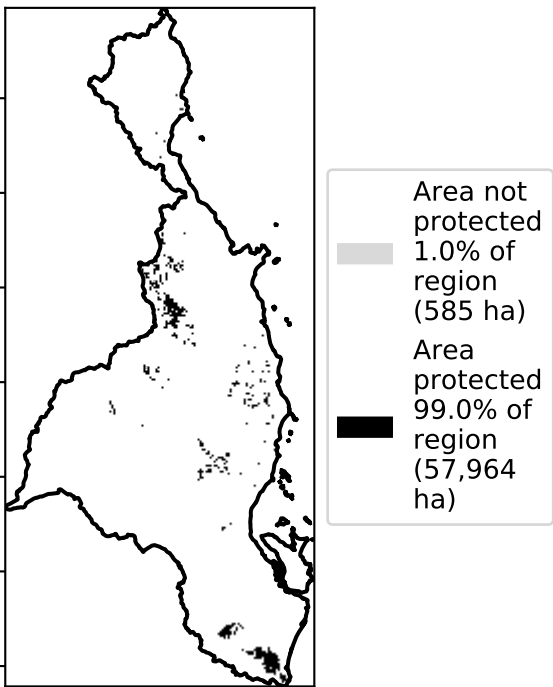 Area not
protected
1.0% of
region
(585 ha)
Area
protected
99.0% of
region
(57,964
ha)